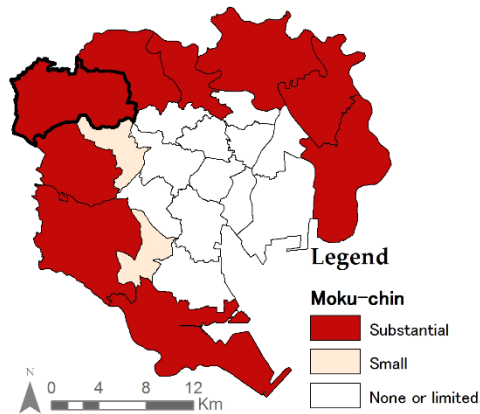 Legend
Moku-chin
Substantial
Small
None or limited
N
0 4 8 12
Km